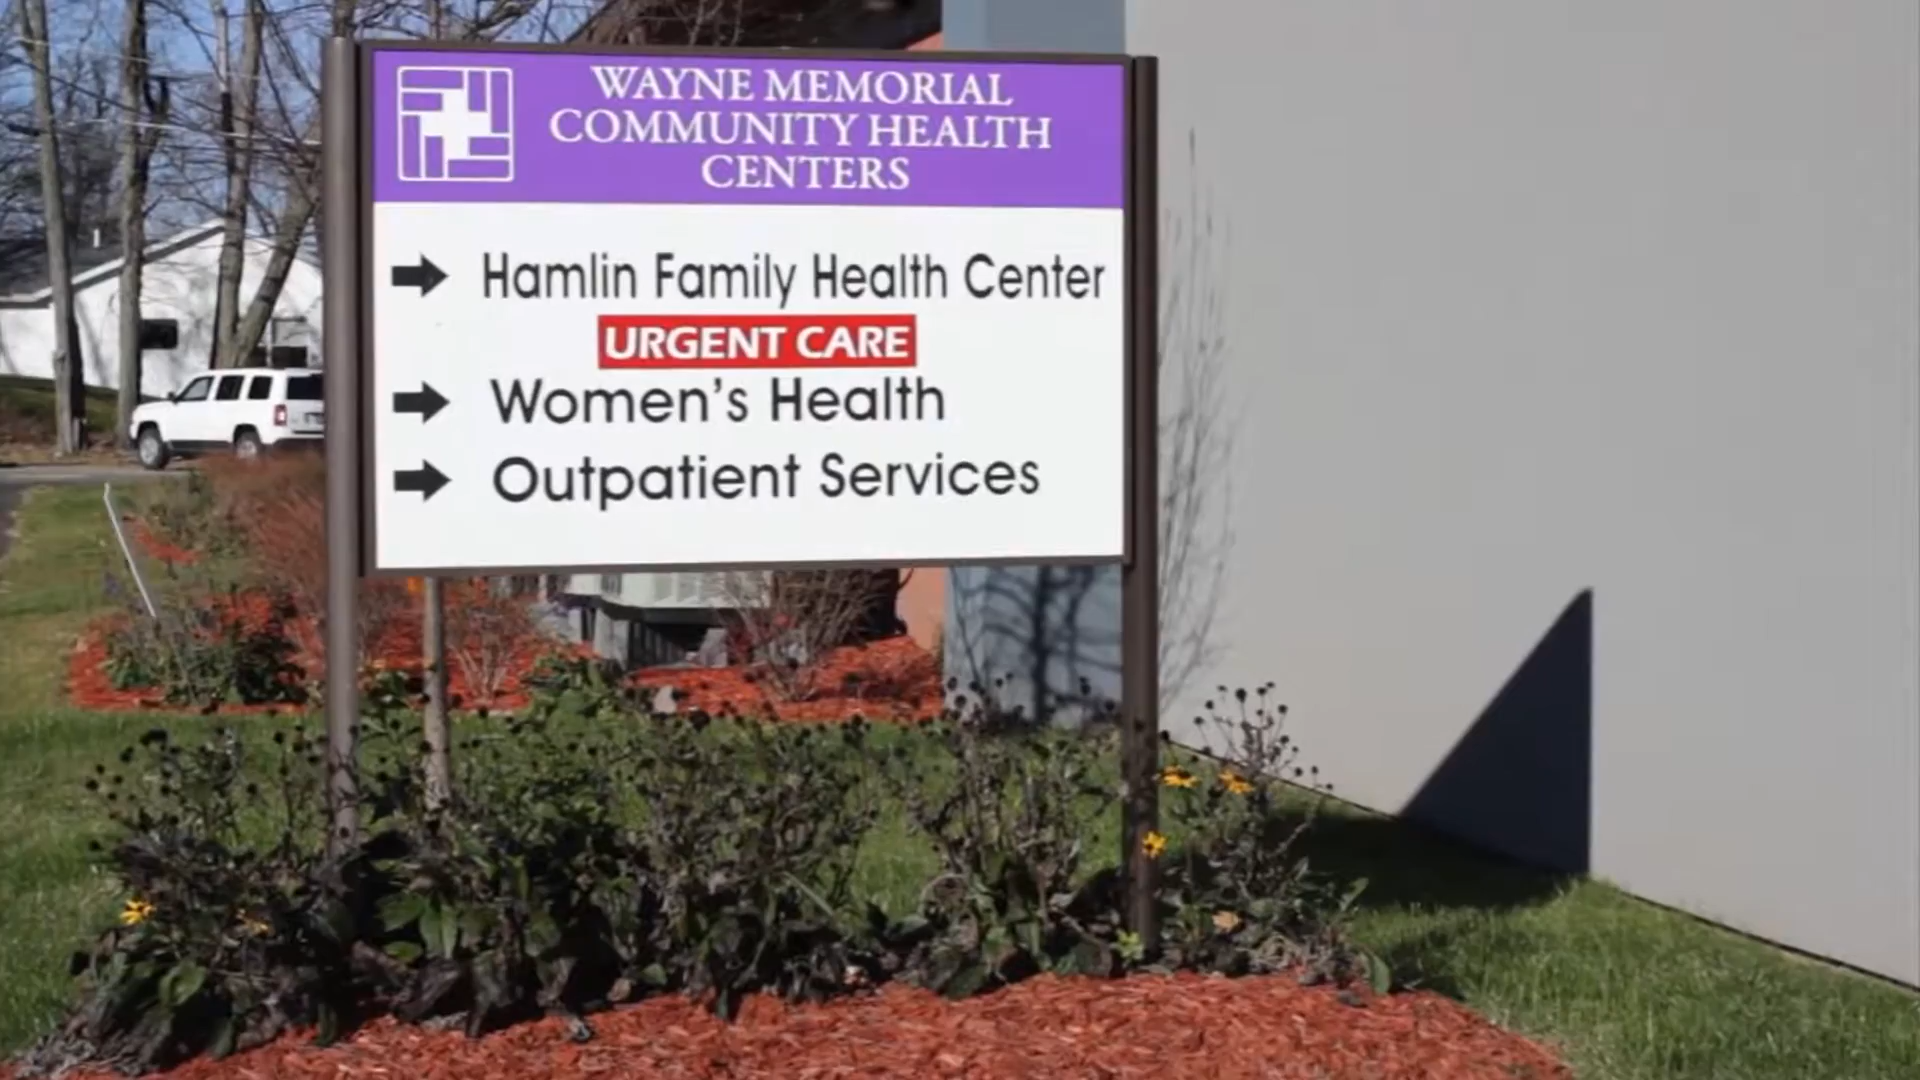 WAYNE MEMORIAL
COMMUNITY HEALTH
CENTERS
Hamlin Family Health Center
URGENT CARE
Women's Health
Outpatient Services